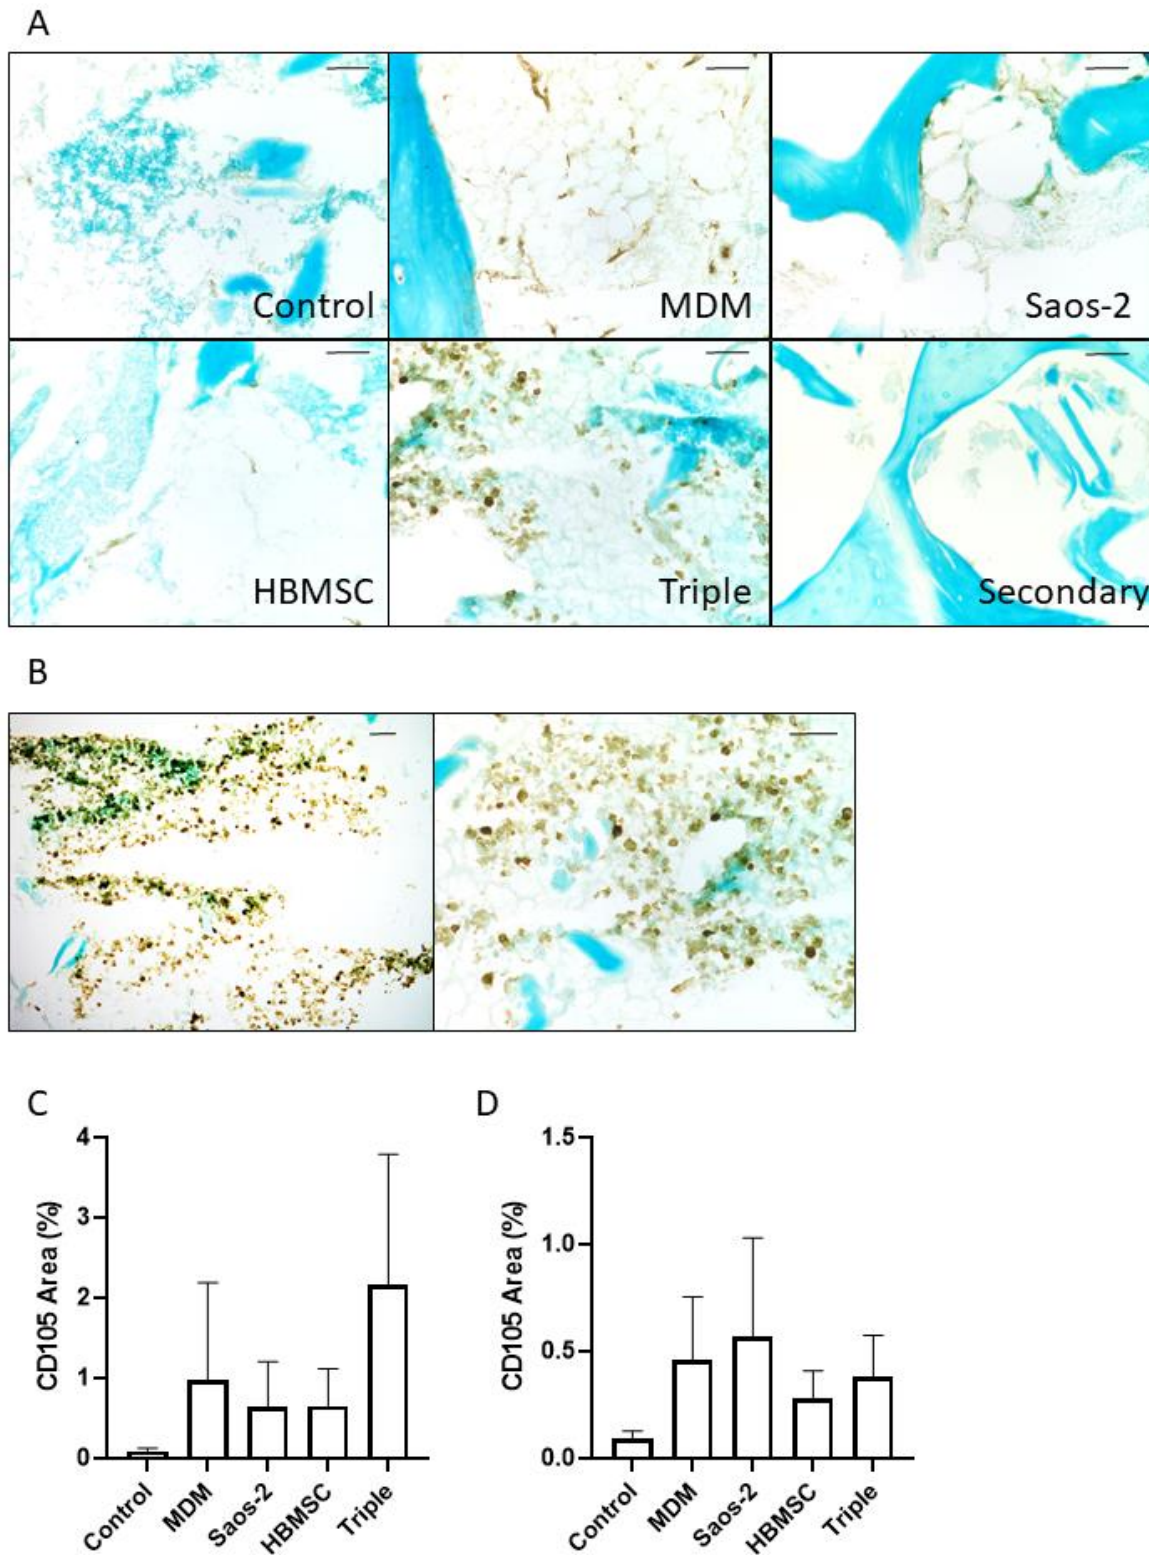 A
Control
MDM
Saos-2
HBMSC
Triple
Secondary
B
C
D
CD105 Area (%)
4
3
2
1
0
Control
MDM
Saos-2
HBMSC
Triple
CD105 Area (%)
1.5
1.0
0.5
0.0
Control
MDM
Saos-2
HBMSC
Triple